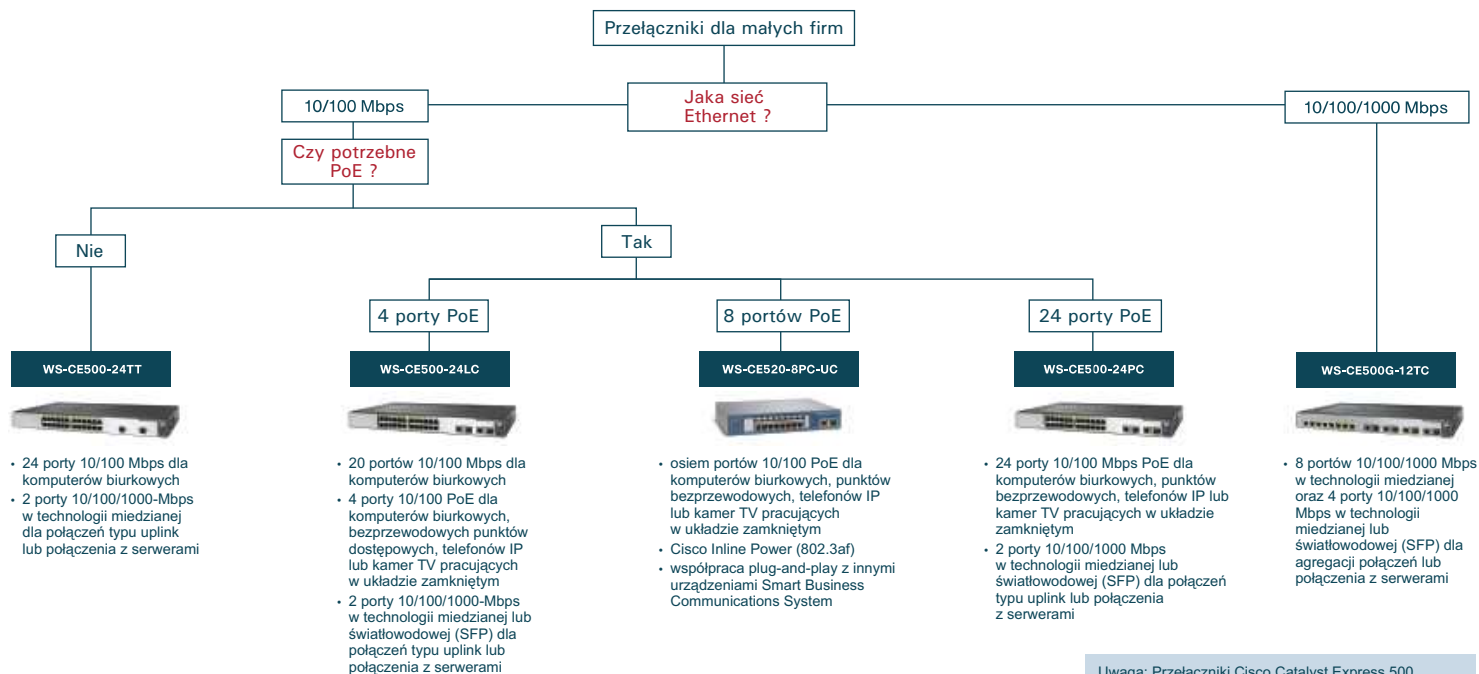 Przełączniki dla małych firm
Jaka sieć
Ethernet ?
10/100 Mbps
10/100/1000 Mbps
Czy potrzebne
PoE ?
Nie
Tak
4 porty PoE
8 portów PoE
24 porty PoE
WS-CE500-24TT
• 24 porty 10/100 Mbps dla
komputerów biurkowych
• 2 porty 10/100/1000-Mbps
w technologii miedzianej
dla połączeń typu uplink
lub połączenia z serwerami
WS-CE500-24LC
• 20 portów 10/100 Mbps dla
komputerów biurkowych
• 4 porty 10/100 PoE dla
komputerów biurkowych,
bezprzewodowych punktów
dostępowych, telefonów IP
lub kamer TV pracujących
w układzie zamkniętym
• 2 porty 10/100/1000-Mbps
w technologii miedzianej lub
światłowodowej (SFP) dla
połączeń typu uplink lub
połączenia z serwerami
WS-CE520-8PC-UC
• osiem portów 10/100 PoE dla
komputerów biurkowych, punktów
bezprzewodowych, telefonów IP
lub kamer TV pracujących
w układzie zamkniętym
• Cisco Inline Power (802.3af)
• współpraca plug-and-play z innymi
urządzeniami Smart Business
Communications System
WS-CE500-24PC
• 24 porty 10/100 Mbps PoE dla
komputerów biurkowych, punktów
bezprzewodowych, telefonów IP lub
kamer TV pracujących w układzie
zamkniętym
• 2 porty 10/100/1000 Mbps
w technologii miedzianej lub
światłowodowej (SFP) dla połączeń
typu uplink lub połączenia
z serwerami
WS-CE500G-12TC
• 8 portów 10/100/1000 Mbps
w technologii miedzianej
oraz 4 porty 10/100/1000
Mbps w technologii
miedzianej lub
światłowodowej (SFP) dla
agregacji połączeń lub
połączenia z serwerami
Uwaga: Przełączniki Cisco Catalyst Express 500